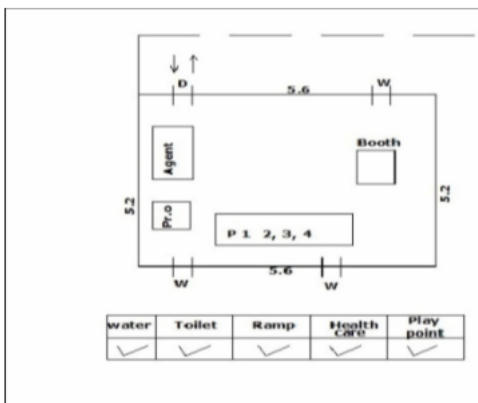 D
5.6
W
Agent
Booth
5.2
5.2
Pr.o
P 1 2, 3, 4
W
5.6
W
water Toilet Ramp Health care Play point